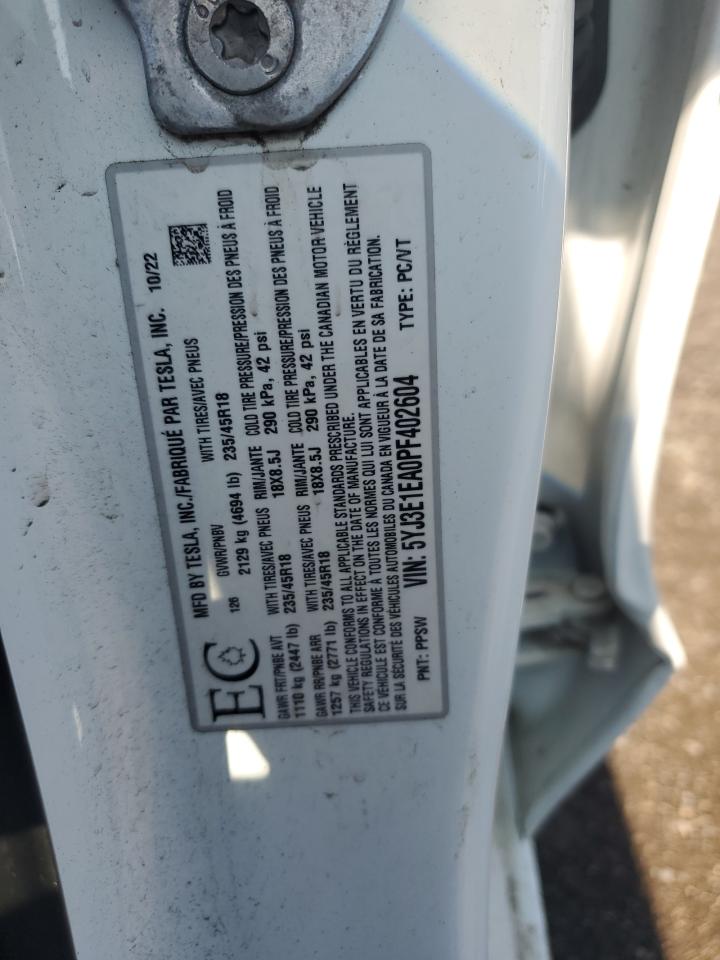 MFD BY TESLA, INC./FABRIQUÉ PAR TESLA, INC. 10/22
126 GVWR/PNBV WITH TIRES/AVEC PNEUS
2129 kg (4694 lb) 235/45R18
EC
GAWR FRT/PNBE AVT WITH TIRES/AVEC PNEUS RIM/JANTE COLD TIRE PRESSURE/PRESSION DES PNEUS À FROID
1110 kg (2447 lb) 235/45R18 18X8.5J 290 kPa, 42 psi
GAWR RR/PNBE ARR WITH TIRES/AVEC PNEUS RIM/JANTE COLD TIRE PRESSURE/PRESSION DES PNEUS À FROID
1257 kg (2771 lb) 235/45R18 18X8.5J 290 kPa, 42 psi
THIS VEHICLE CONFORMS TO ALL APPLICABLE STANDARDS PRESCRIBED UNDER THE CANADIAN MOTOR VEHICLE
SAFETY REGULATIONS IN EFFECT ON THE DATE OF MANUFACTURE.
CE VÉHICULE EST CONFORME À TOUTES LES NORMES QUI LUI SONT APPLICABLES EN VERTU DU RÈGLEMENT
SUR LA SÉCURITÉ DES VÉHICULES AUTOMOBILES DU CANADA EN VIGUEUR À LA DATE DE SA FABRICATION.
PNT: PPSW VIN: 5YJ3E1EA0PF402604 TYPE: PC/VT